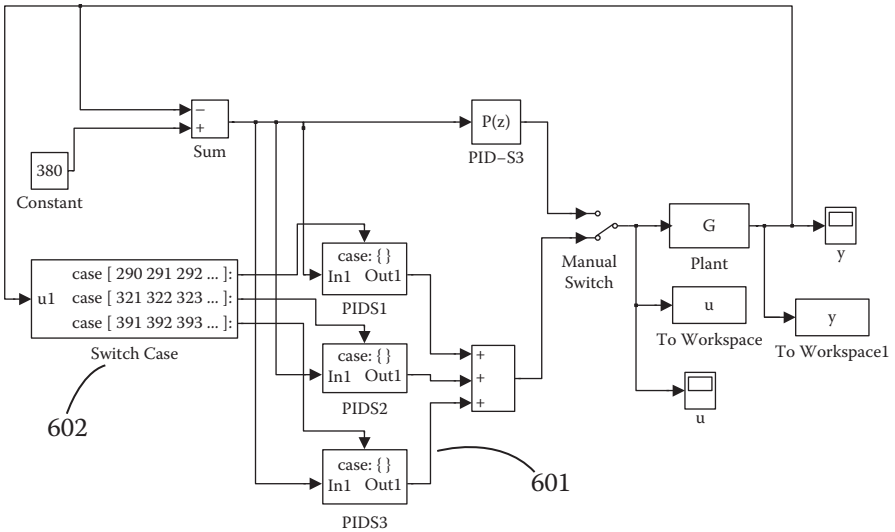 −
+
Sum
380
Constant
P(z)
PID–S3
case [ 290 291 292 ... ]:
u1
case [ 321 322 323 ... ]:
case [ 391 392 393 ... ]:
Switch Case
602
case: { }
In1 Out1
PIDS1
case: { }
In1 Out1
PIDS2
case: { }
In1 Out1
PIDS3
+
+
+
601
Manual
Switch
G
Plant
y
u
To Workspace
y
To Workspace1
u